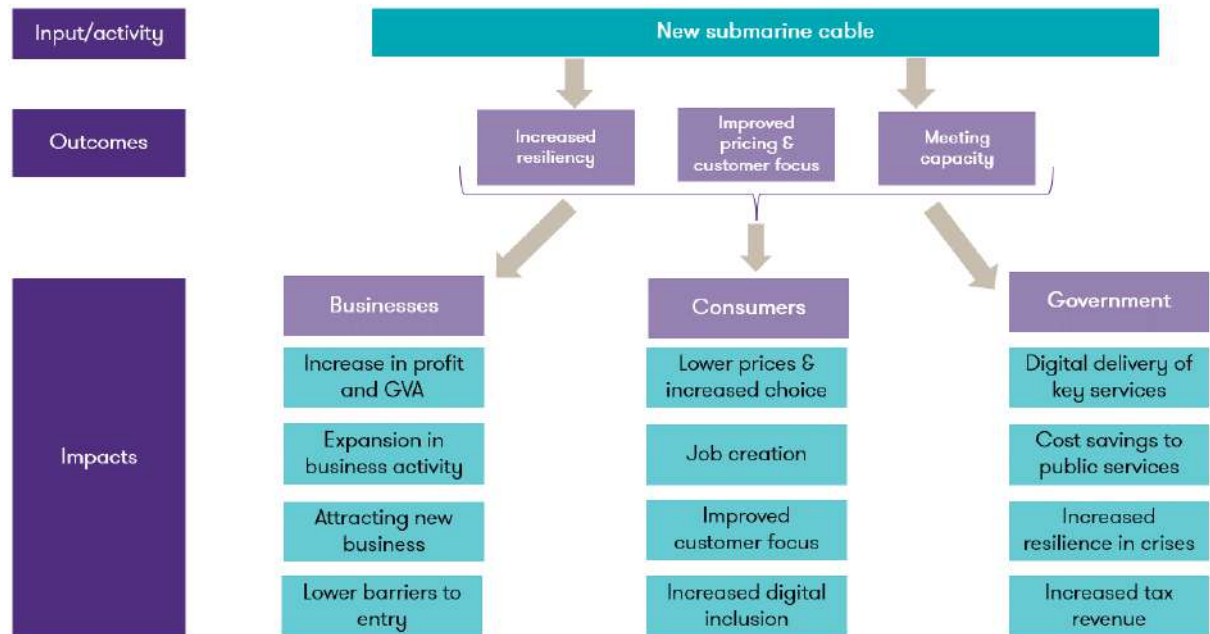 Input/activity
New submarine cable
Outcomes
Increased
resiliency
Improved
pricing &
customer focus
Meeting
capacity
Impacts
Businesses
Increase in profit
and GVA
Expansion in
business activity
Attracting new
business
Lower barriers to
entry
Consumers
Lower prices &
increased choice
Job creation
Improved
customer focus
Increased digital
inclusion
Government
Digital delivery of
key services
Cost savings to
public services
Increased
resilience in crises
Increased tax
revenue